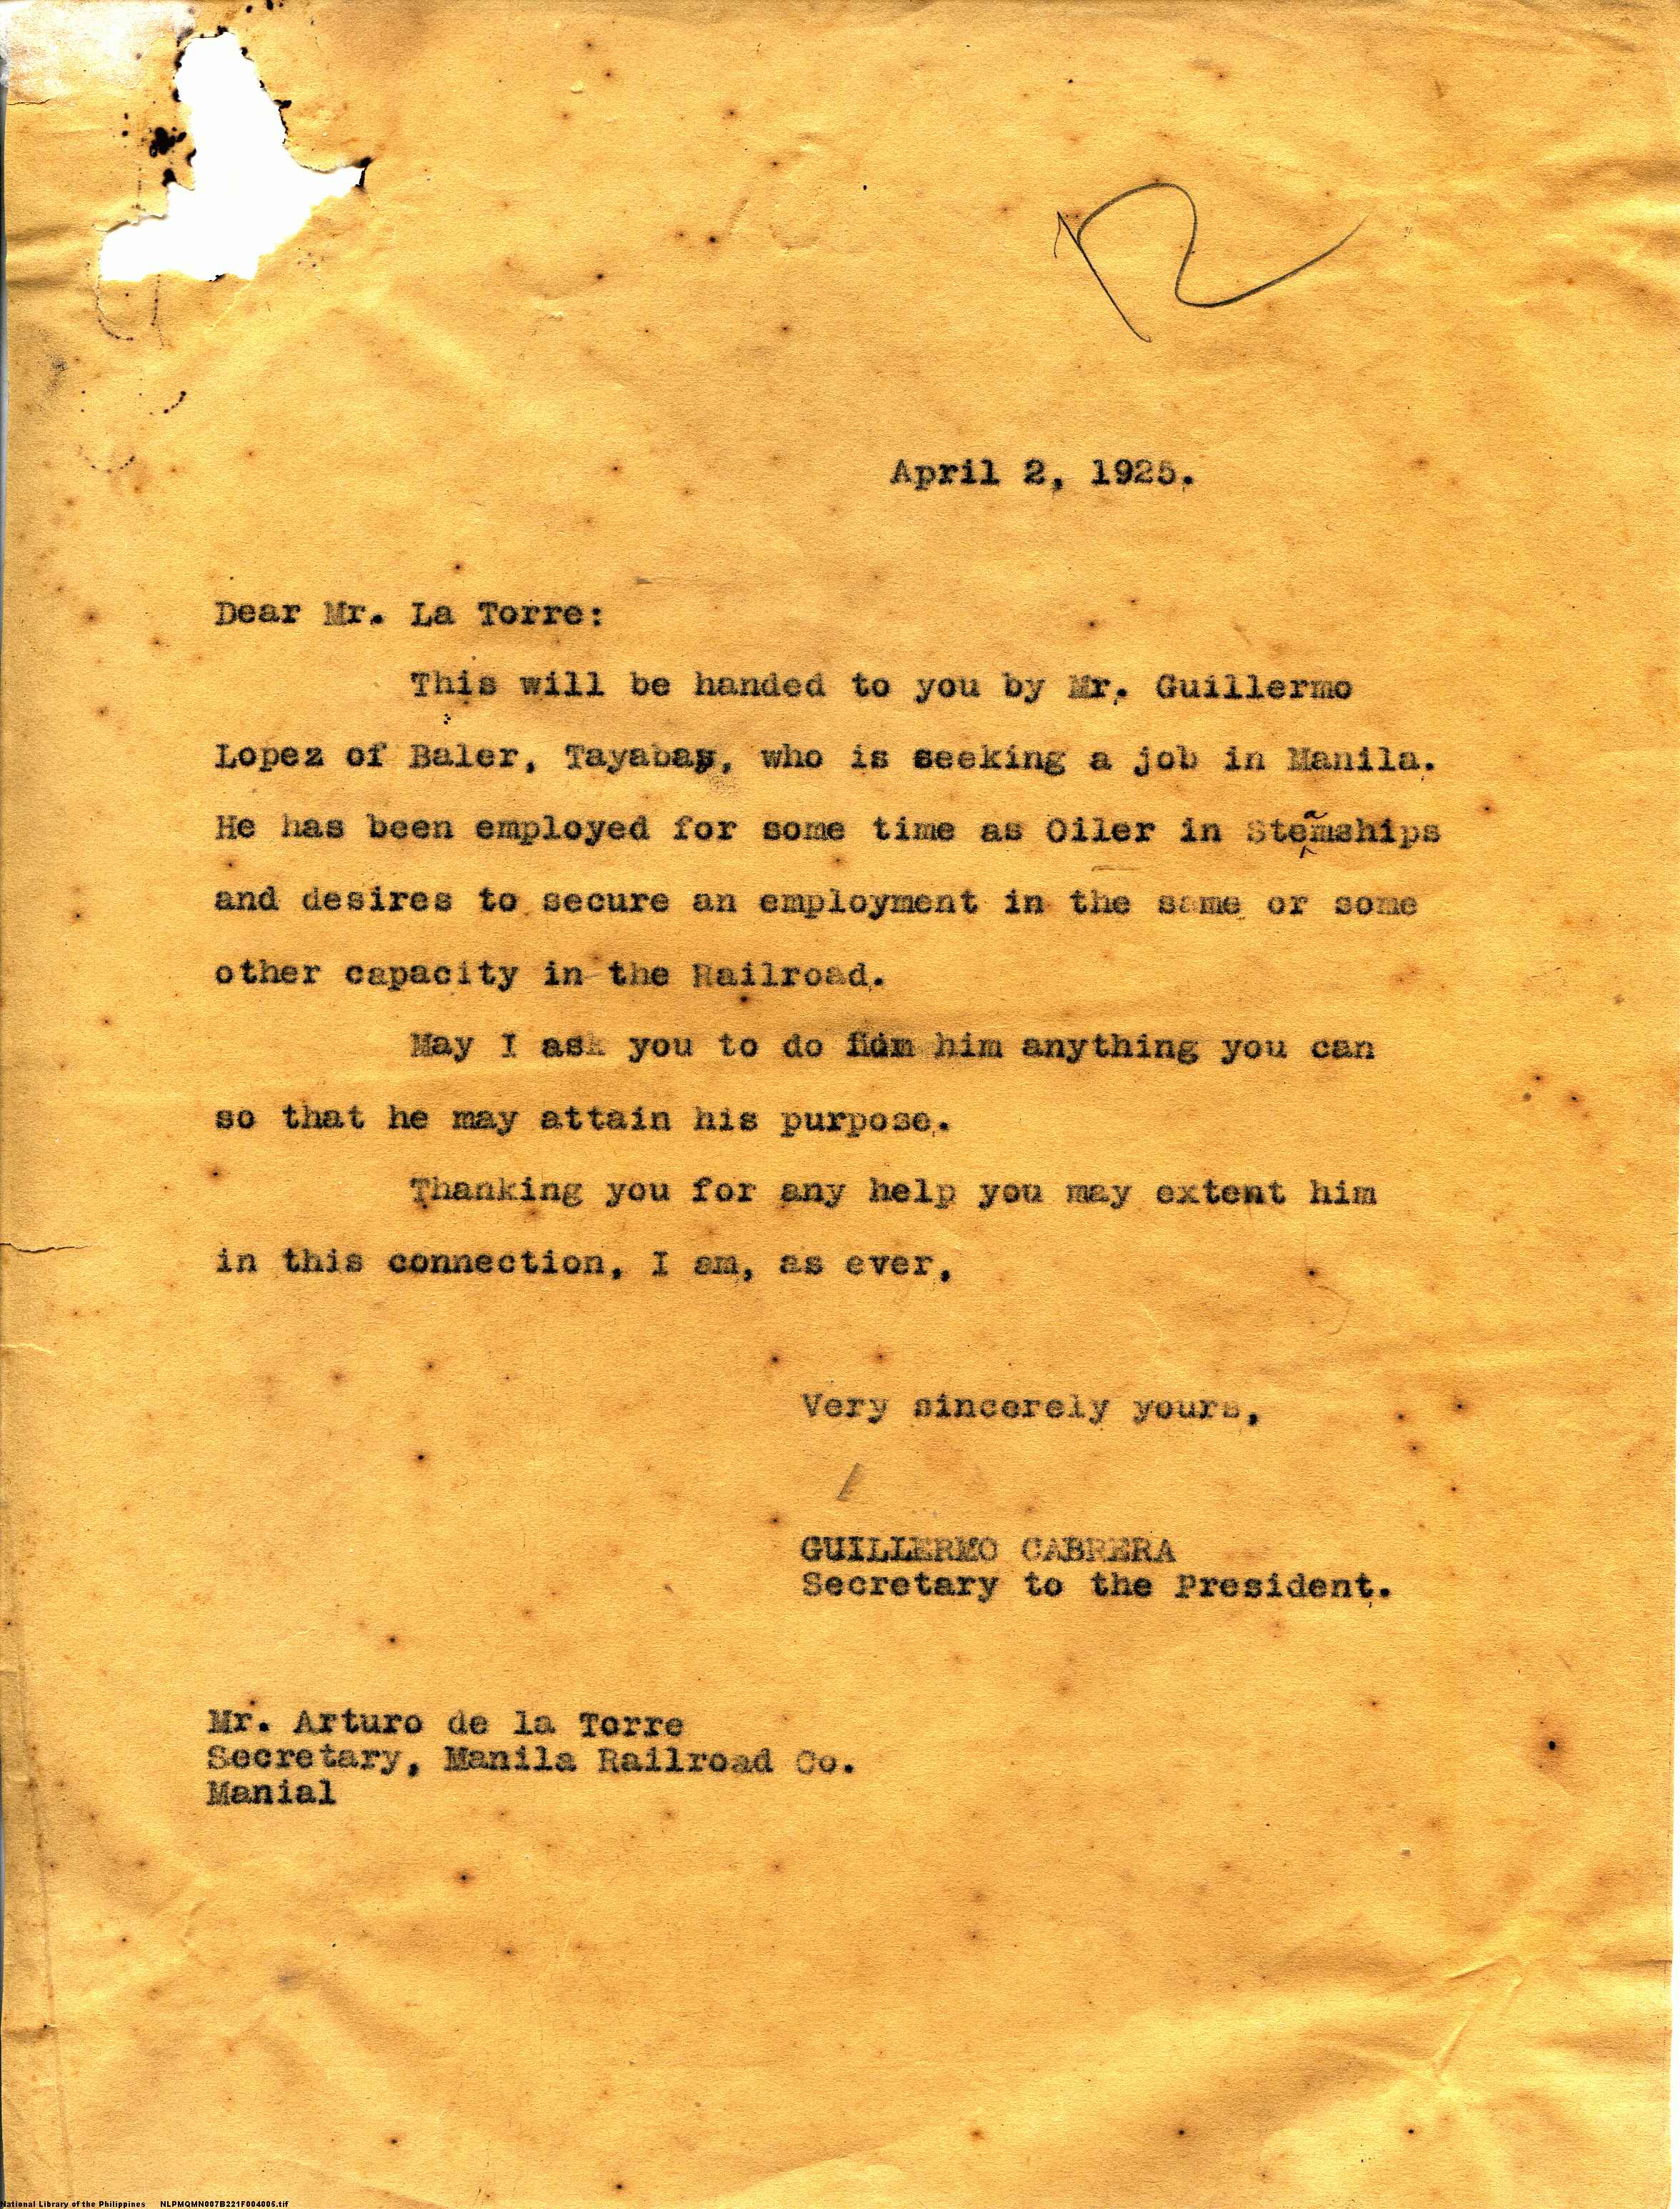 April 2, 1925.
Dear Mr. La Torre:
This will be handed to you by Mr. Guillermo
Lopez of Baler, Tayabas, who is seeking a job in Manila.
He has been employed for some time as Oiler in Steamships
and desires to secure an employment in the same or some
other capacity in the Railroad.
May I ask you to do him anything you can
so that he may attain his purpose.
Thanking you for any help you may extent him
in this connection, I am, as ever,
Very sincerely yours,
GUILLERMO CABRERA
Secretary to the President.
Mr. Arturo de la Torre
Secretary, Manila Railroad Co.
Manial
National Library of the Philippines NLPMQMN007B221F004006.tif